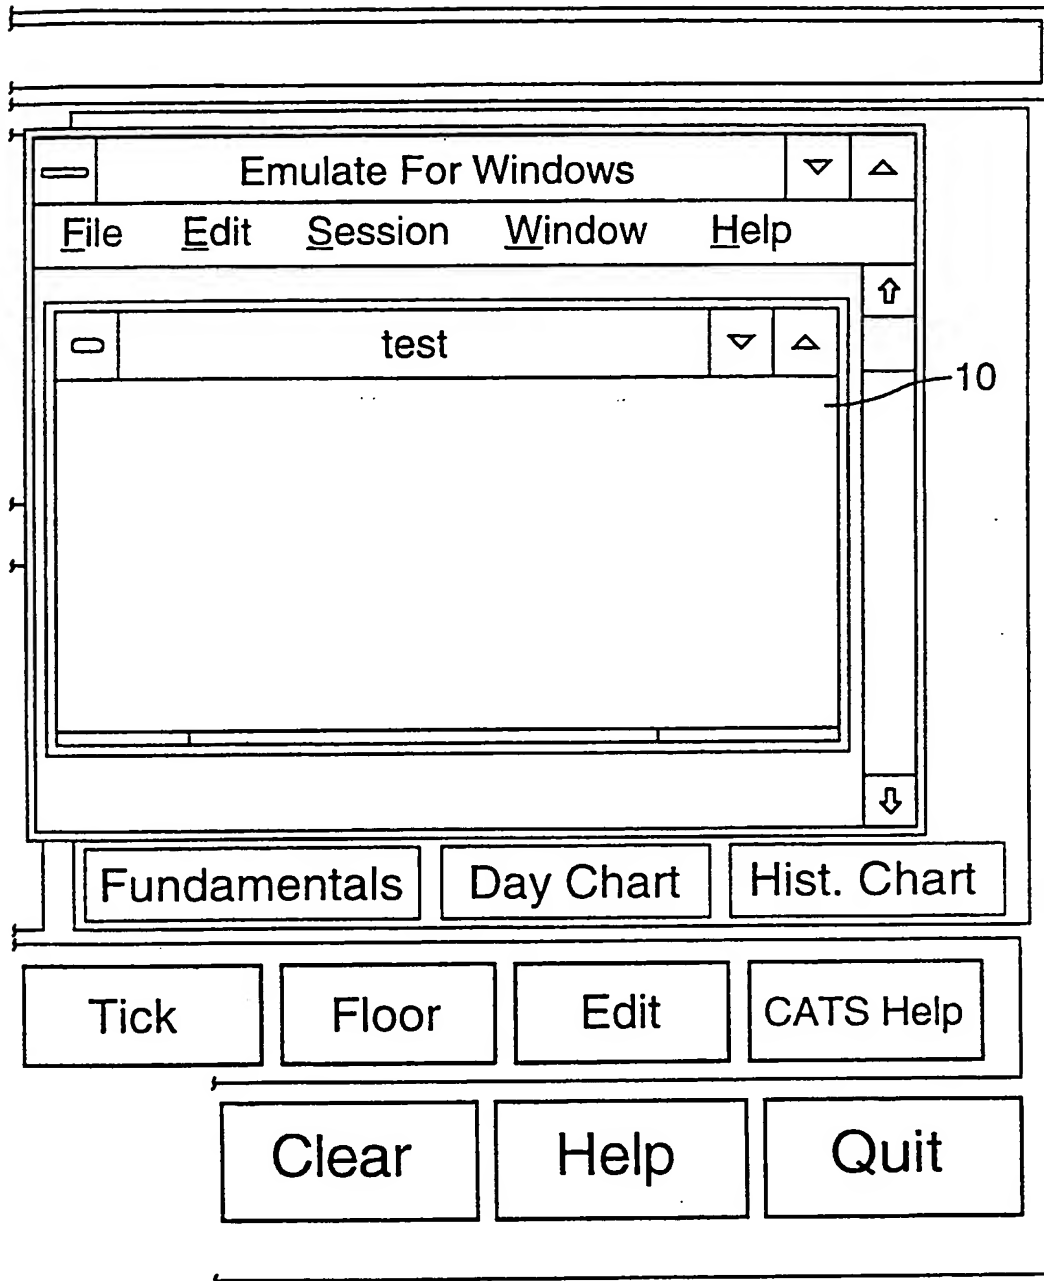 Emulate For Windows
File Edit Session Window Help
test
10
Fundamentals Day Chart Hist. Chart
Tick Floor Edit CATS Help
Clear Help Quit